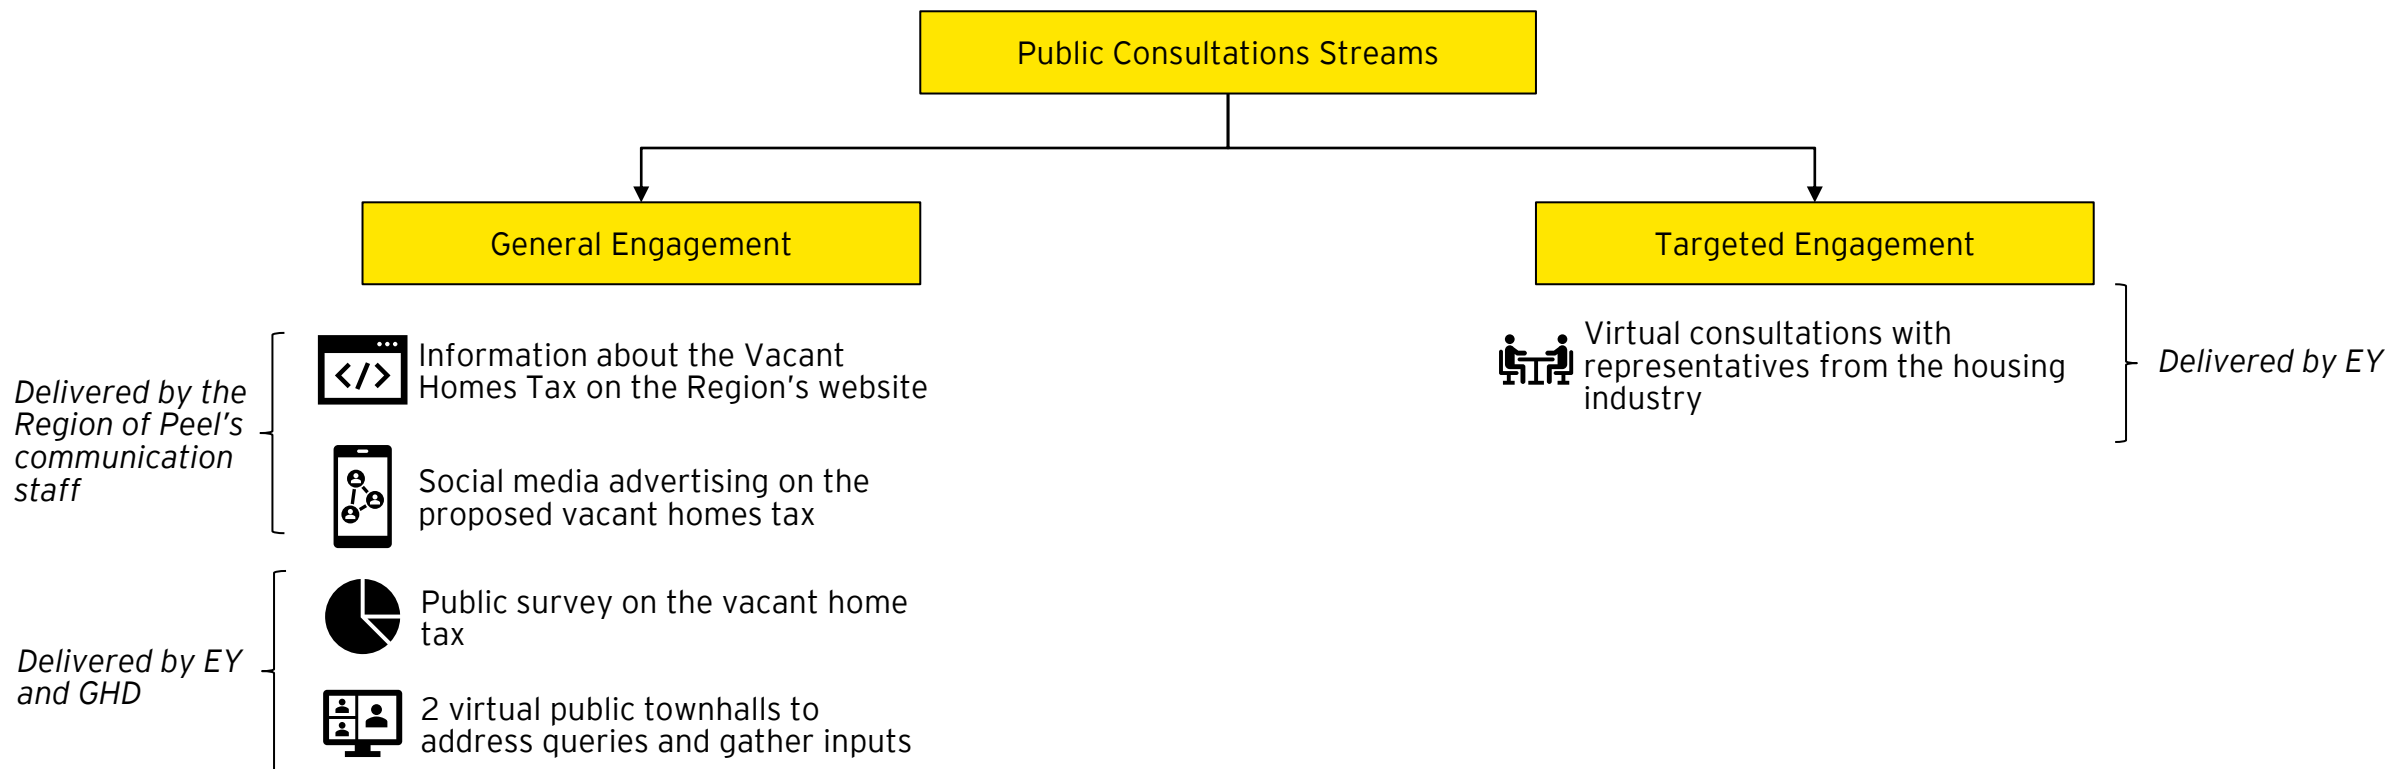 Public Consultations Streams
General Engagement
Targeted Engagement
Delivered by the
Region of Peel's
communication
staff
Information about the Vacant
Homes Tax on the Region's website
Social media advertising on the
proposed vacant homes tax
Delivered by EY
and GHD
Public survey on the vacant home
tax
2 virtual public townhalls to
address queries and gather inputs
Virtual consultations with
representatives from the housing
industry
Delivered by EY